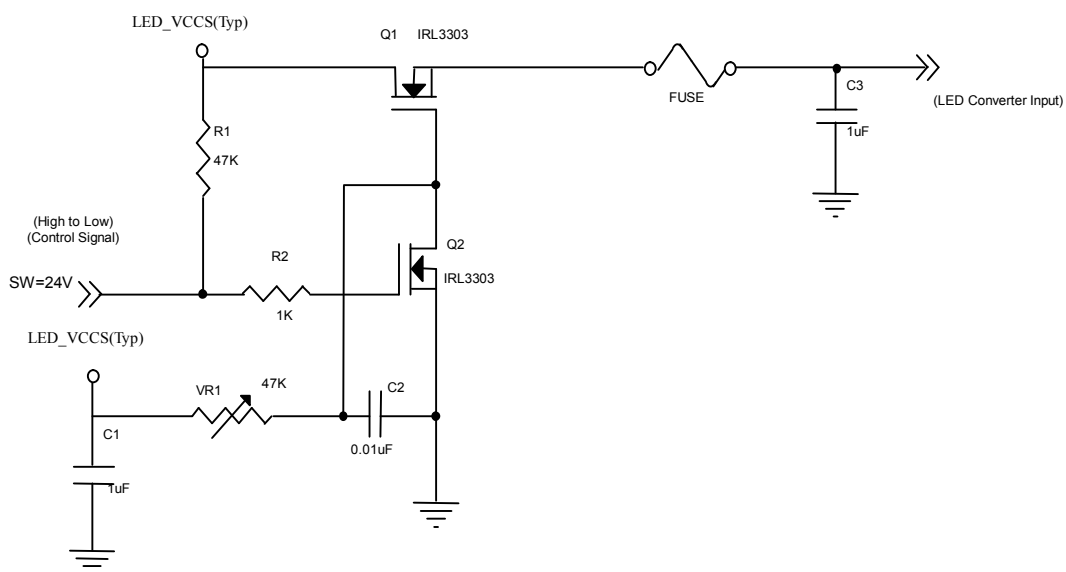 LED_VCCS(Typ)
Q1 IRL3303
FUSE
C3
(LED Converter Input)
1uF
R1
47K
(High to Low)
(Control Signal)
SW=24V
R2
1K
Q2
IRL3303
LED_VCCS(Typ)
VR1
47K
C2
0.01uF
C1
1uF